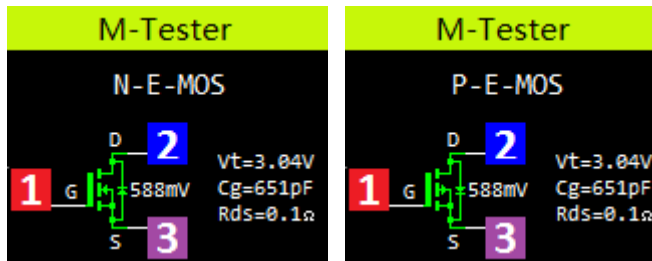 M-Tester
N-E-MOS
D 2
1 G 588mV
S 3
Vt=3.04V
Cg=651pF
Rds=0.1Ω
M-Tester
P-E-MOS
D 2
1 G 588mV
S 3
Vt=3.04V
Cg=651pF
Rds=0.1Ω